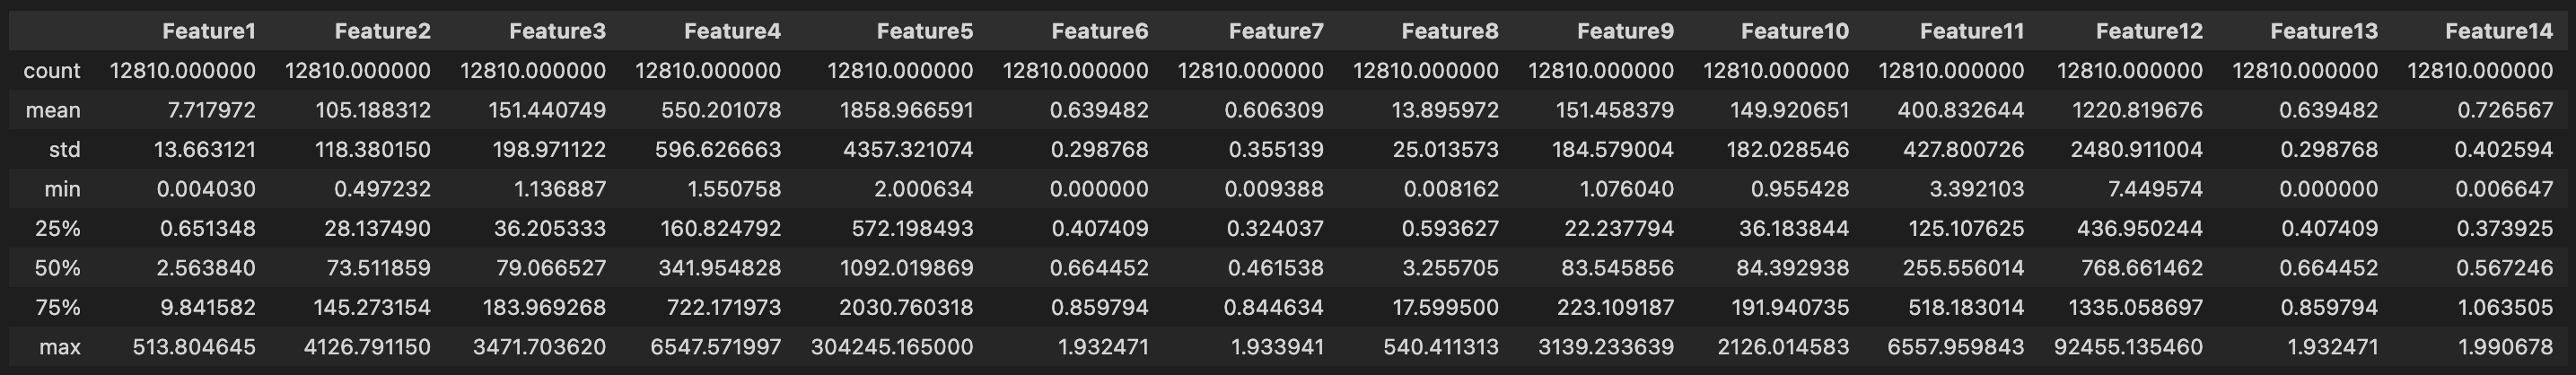 Feature1 Feature2 Feature3 Feature4 Feature5 Feature6 Feature7 Feature8 Feature9 Feature10 Feature11 Feature12 Feature13 Feature14
count 12810.000000 12810.000000 12810.000000 12810.000000 12810.000000 12810.000000 12810.000000 12810.000000 12810.000000 12810.000000 12810.000000 12810.000000 12810.000000 12810.000000
mean 7.717972 105.188312 151.440749 550.201078 1858.966591 0.639482 0.606309 13.895972 151.458379 149.920651 400.832644 1220.819676 0.639482 0.726567
std 13.663121 118.380150 198.971122 596.626663 4357.321074 0.298768 0.355139 25.013573 184.579004 182.028546 427.800726 2480.911004 0.298768 0.402594
min 0.004030 0.497232 1.136887 1.550758 2.000634 0.000000 0.009388 0.008162 1.076040 0.955428 3.392103 7.449574 0.000000 0.006647
25% 0.651348 28.137490 36.205333 160.824792 572.198493 0.407409 0.324037 0.593627 22.237794 36.183844 125.107625 436.950244 0.407409 0.373925
50% 2.563840 73.511859 79.066527 341.954828 1092.019869 0.664452 0.461538 3.255705 83.545856 84.392938 255.556014 768.661462 0.664452 0.567246
75% 9.841582 145.273154 183.969268 722.171973 2030.760318 0.859794 0.844634 17.599500 223.109187 191.940735 518.183014 1335.058697 0.859794 1.063505
max 513.804645 4126.791150 3471.703620 6547.571997 304245.165000 1.932471 1.933941 540.411313 3139.233639 2126.014583 6557.959843 92455.135460 1.932471 1.990678